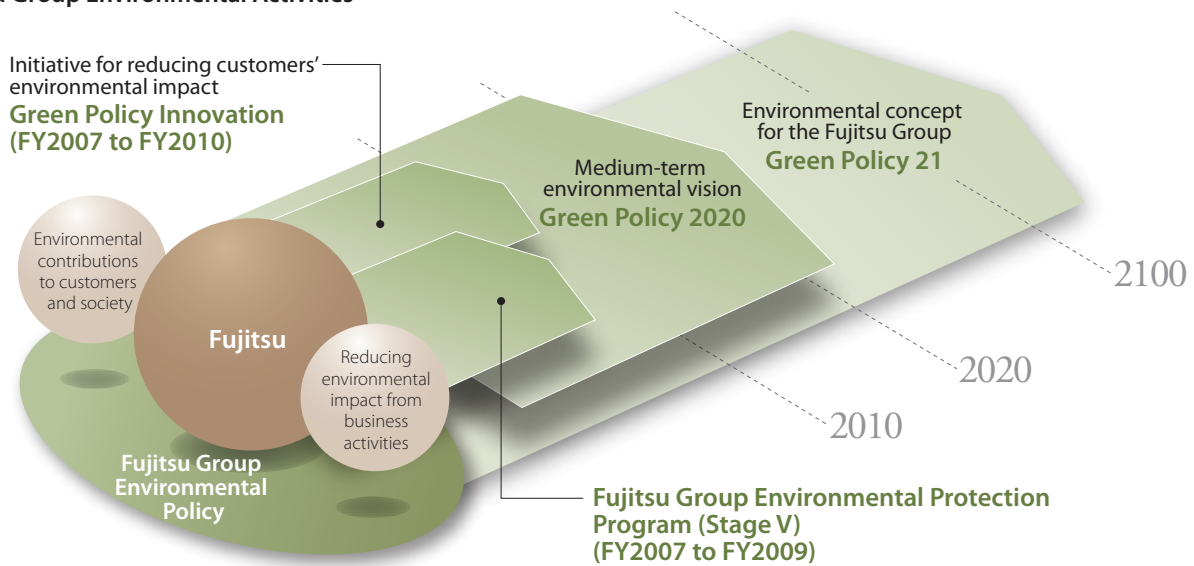 Group Environmental Activities
Initiative for reducing customers’
environmental impact
Green Policy Innovation
(FY2007 to FY2010)
Environmental concept
for the Fujitsu Group
Green Policy 21
Medium-term
environmental vision
Green Policy 2020
Environmental
contributions
to customers
and society
Fujitsu
Reducing
environmental
impact from
business
activities
2100
2020
2010
Fujitsu Group
Environmental
Policy
Fujitsu Group Environmental Protection
Program (Stage V)
(FY2007 to FY2009)